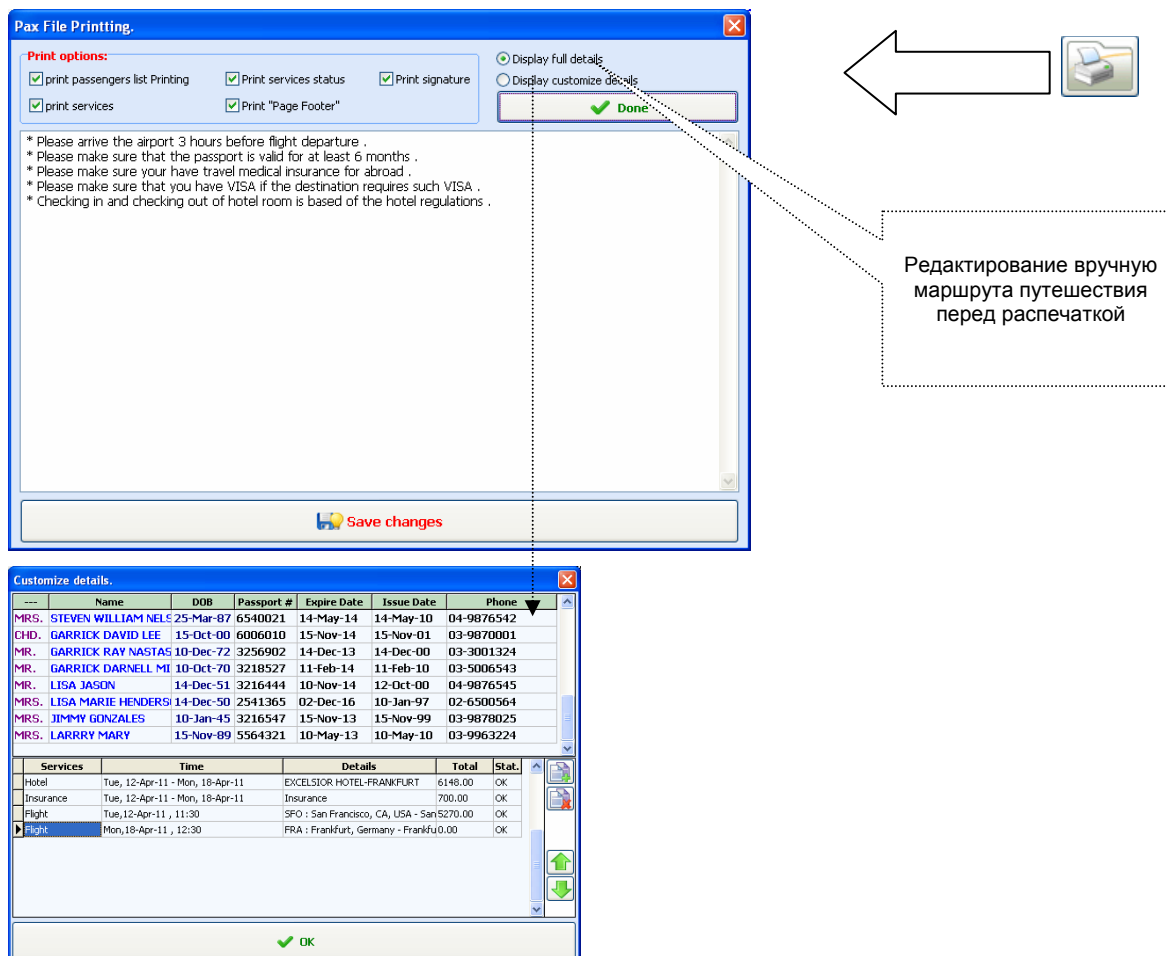 Pax File Printting.
Print options:
Display full details
print passengers list Printing Print services status Print signature
Display customize details
print services Print "Page Footer"
Done
* Please arrive the airport 3 hours before flight departure .
* Please make sure that the passport is valid for at least 6 months .
* Please make sure your have travel medical insurance for abroad .
* Please make sure that you have VISA if the destination requires such VISA .
* Checking in and checking out of hotel room is based of the hotel regulations .
Редактирование вручную
маршрута путешествия
перед распечаткой
Save changes
Customize details.
--- Name DOB Passport # Expire Date Issue Date Phone
MRS. STEVEN WILLIAM NELS 25-Mar-87 6540021 14-May-14 14-May-10 04-9876542
CHD. GARRICK DAVID LEE 15-Oct-00 6006010 15-Nov-14 15-Nov-01 03-9870001
MR. GARRICK RAY NASTAS 10-Dec-72 3256902 14-Dec-13 14-Dec-00 03-3001324
MR. GARRICK DARNELL MI 10-Oct-70 3218527 11-Feb-14 11-Feb-10 03-5006543
MR. LISA JASON 14-Dec-51 3216444 10-Nov-14 12-Oct-00 04-9876545
MRS. LISA MARIE HENDERS 14-Dec-50 2541365 02-Dec-16 10-Jan-97 02-6500564
MRS. JIMMY GONZALES 10-Jan-45 3216547 15-Nov-13 15-Nov-99 03-9878025
MRS. LARRRY MARY 15-Nov-89 5564321 10-May-13 10-May-10 03-9963224
Services Time Details Total Stat.
Hotel Tue, 12-Apr-11 - Mon, 18-Apr-11 EXCELSIOR HOTEL-FRANKFURT 6148.00 OK
Insurance Tue, 12-Apr-11 - Mon, 18-Apr-11 Insurance 700.00 OK
Flight Tue,12-Apr-11 , 11:30 SFO : San Francisco, CA, USA - San 5270.00 OK
Flight Mon,18-Apr-11 , 12:30 FRA : Frankfurt, Germany - Frankfu 0.00 OK
OK